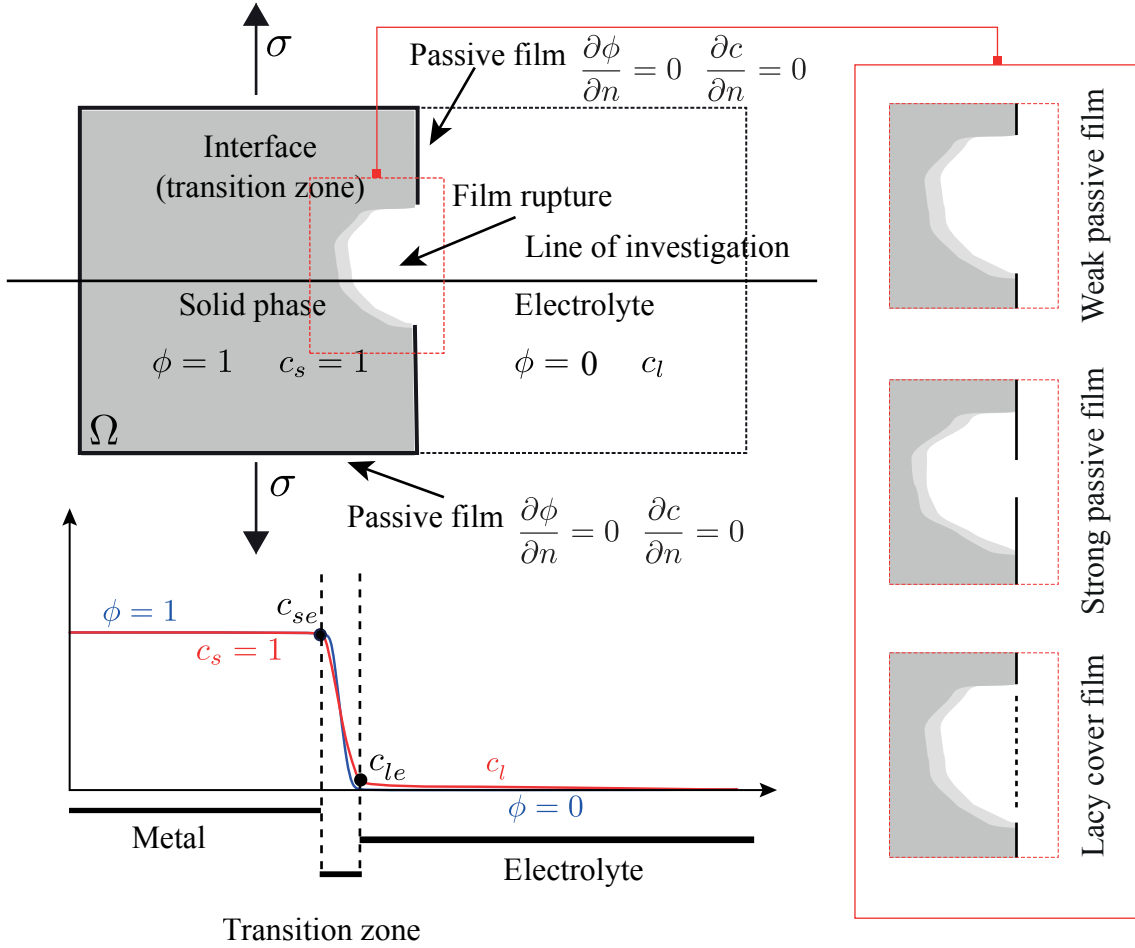 σ
Passive film ∂φ/∂n = 0 ∂c/∂n = 0
Interface
(transition zone)
Film rupture
Line of investigation
Solid phase
Electrolyte
φ = 1 c_s = 1
φ = 0 c_l
Ω
σ
Passive film ∂φ/∂n = 0 ∂c/∂n = 0
φ = 1
c_s = 1
c_se
c_le
c_l
φ = 0
Metal
Electrolyte
Transition zone
Weak passive film
Strong passive film
Lacy cover film